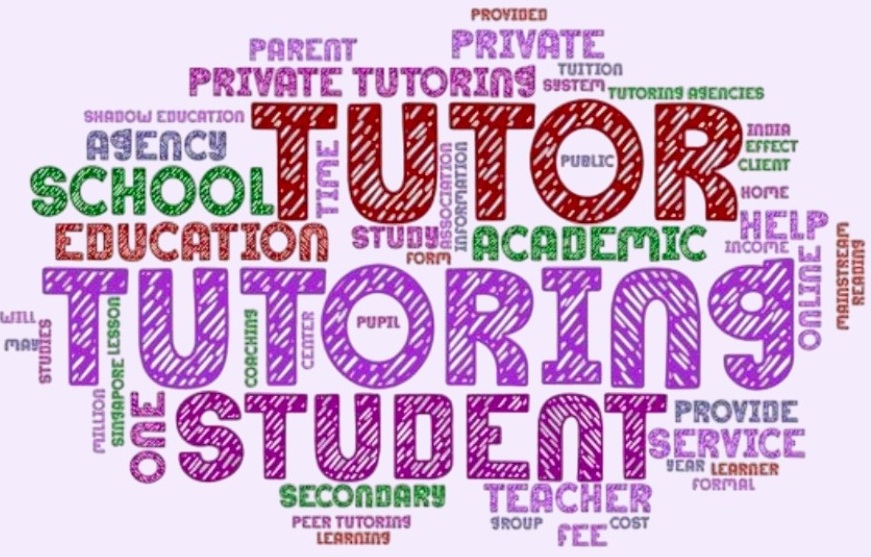 PROVIDED
PARENT
PRIVATE
PRIVATE TUTORING
TUITION
SYSTEM
TUTORING AGENCIES
SHADOW EDUCATION
TUTOR
AGENCY
TIME
ASSOCIATION
INFORMATION
PUBLIC
INDIA
EFFECT
CLIENT
SCHOOL
HOME
EDUCATION
STUDY
FORM
ACADEMIC
HELP
INCOME
ONLINE
MAINSTREAM
READING
TUTORING
WILL
MAY
STUDIES
LESSON
COACHING
CENTER
PUPIL
MILLION
SINGAPORE
ONE
STUDENT
PROVIDE
SERVICE
YEAR
LEARNER
FORMAL
SECONDARY
TEACHER
PEER TUTORING
GROUP
COST
LEARNING
FEE